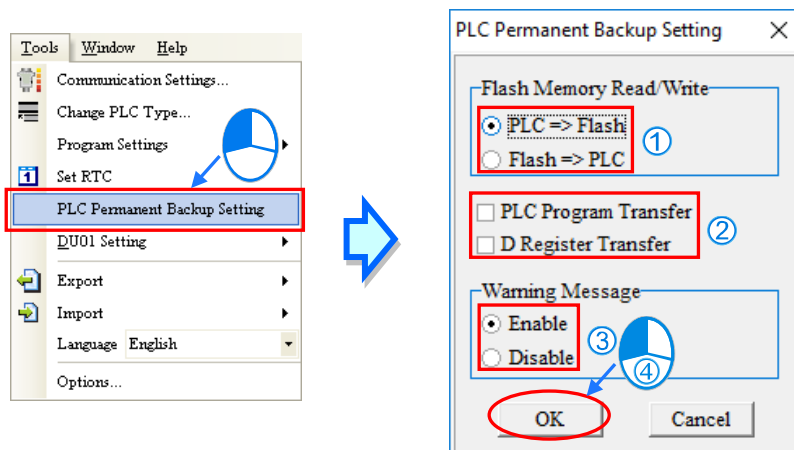 Tools Window Help
Communication Settings...
Change PLC Type...
Program Settings
1 Set RTC
PLC Permanent Backup Setting
DU01 Setting
Export
Import
Language English
Options...
PLC Permanent Backup Setting
Flash Memory Read/Write
PLC => Flash
Flash => PLC
①
PLC Program Transfer
D Register Transfer
②
Warning Message
Enable
Disable
③
④
OK Cancel